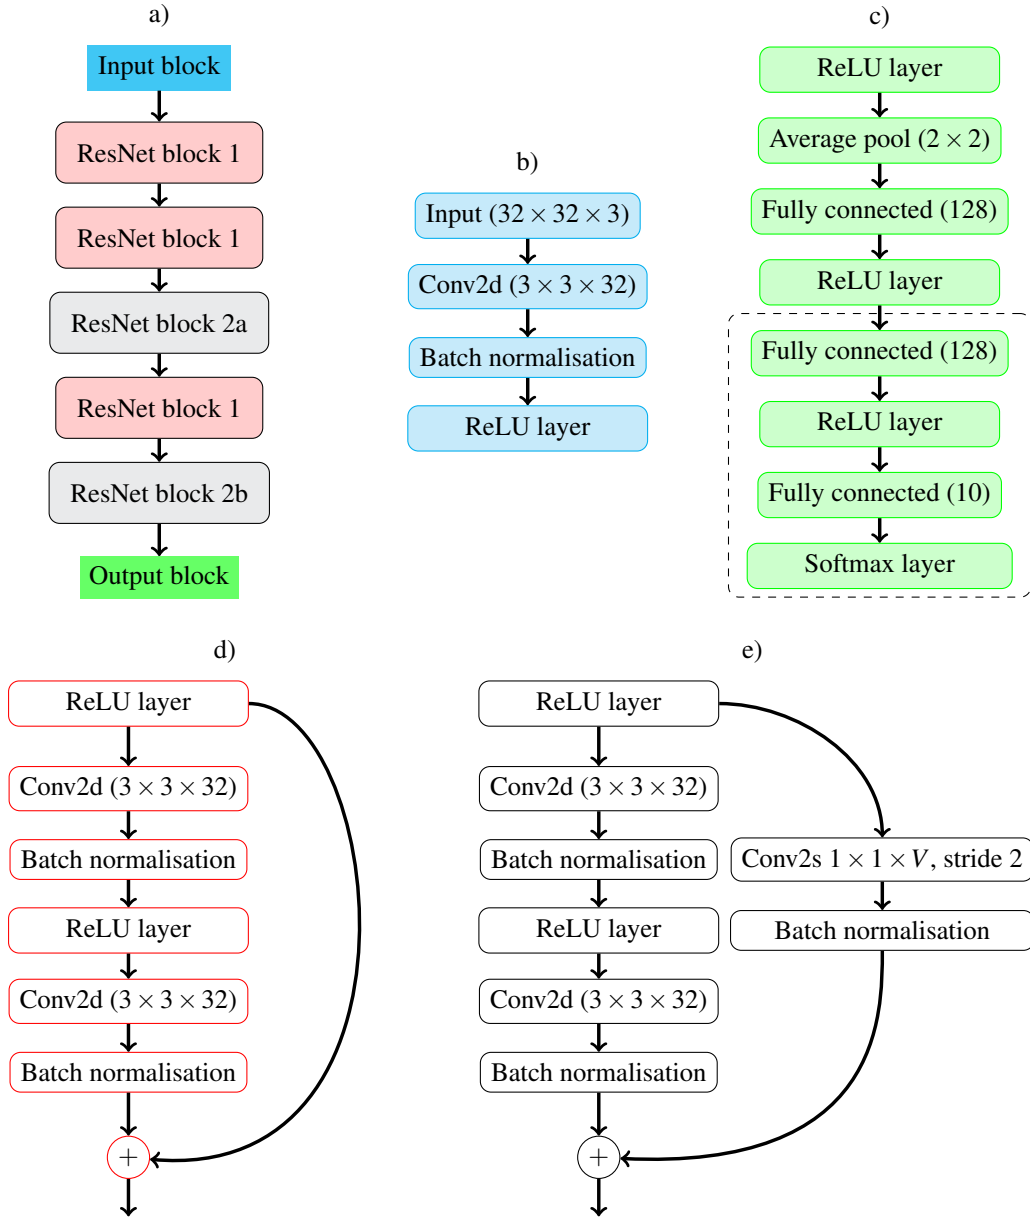 a)
Input block
ResNet block 1
ResNet block 1
ResNet block 2a
ResNet block 1
ResNet block 2b
Output block
b)
Input (32 × 32 × 3)
Conv2d (3 × 3 × 32)
Batch normalisation
ReLU layer
c)
ReLU layer
Average pool (2 × 2)
Fully connected (128)
ReLU layer
Fully connected (128)
ReLU layer
Fully connected (10)
Softmax layer
d)
ReLU layer
Conv2d (3 × 3 × 32)
Batch normalisation
ReLU layer
Conv2d (3 × 3 × 32)
Batch normalisation
+
e)
ReLU layer
Conv2d (3 × 3 × 32)
Batch normalisation
ReLU layer
Conv2d (3 × 3 × 32)
Batch normalisation
+
Conv2s 1 × 1 × V, stride 2
Batch normalisation